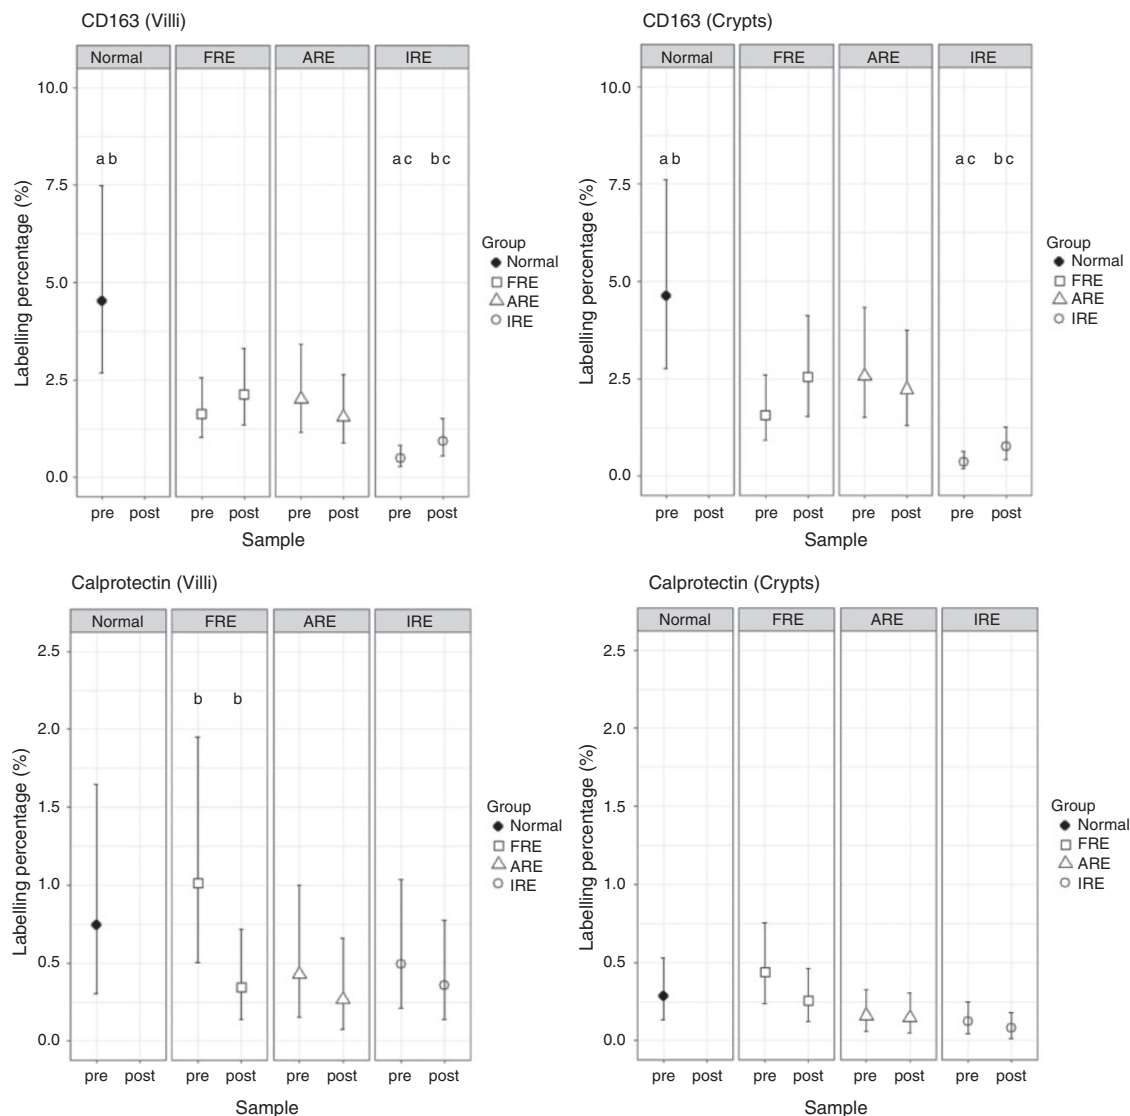 CD163 (Villi)
Normal FRE ARE IRE
10.0
7.5
5.0
2.5
0.0
a b
a c b c
Labelling percentage (%)
pre post pre post pre post pre post
Sample
Group
Normal
FRE
ARE
IRE
CD163 (Crypts)
Normal FRE ARE IRE
10.0
7.5
5.0
2.5
0.0
a b
a c b c
Labelling percentage (%)
pre post pre post pre post pre post
Sample
Group
Normal
FRE
ARE
IRE
Calprotectin (Villi)
Normal FRE ARE IRE
2.5
2.0
1.5
1.0
0.5
0.0
b b
Labelling percentage (%)
pre post pre post pre post pre post
Sample
Group
Normal
FRE
ARE
IRE
Calprotectin (Crypts)
Normal FRE ARE IRE
2.5
2.0
1.5
1.0
0.5
0.0
Labelling percentage (%)
pre post pre post pre post pre post
Sample
Group
Normal
FRE
ARE
IRE